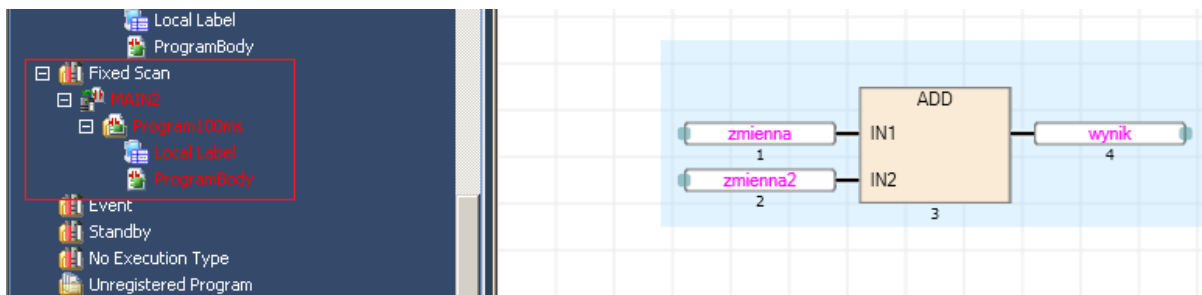 Local Label
ProgramBody
Fixed Scan
MAIN2
Program100ms
Local Label
ProgramBody
Event
Standby
No Execution Type
Unregistered Program
ADD
zmienna
IN1
wynik
1
4
zmienna2
IN2
2
3